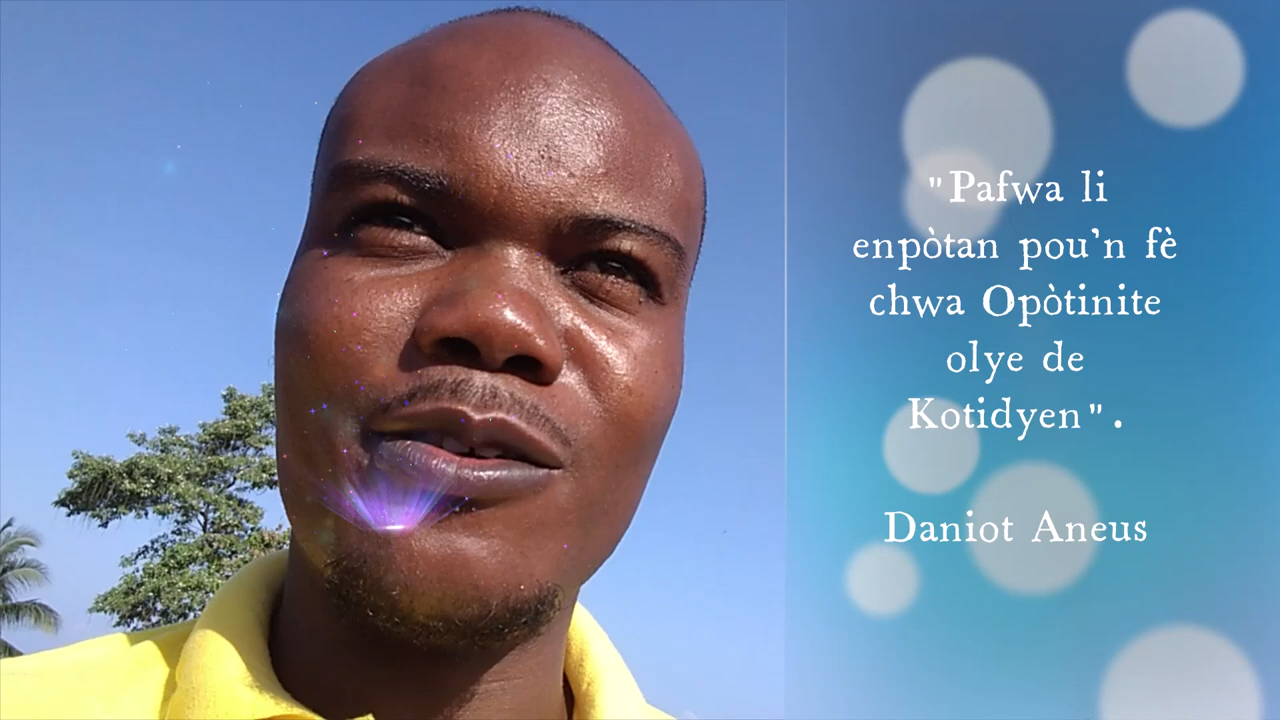 "Pafwa li
enpòtan pou'n fè
chwa Opòtinite
olye de
Kotidyen".
Daniot Aneus